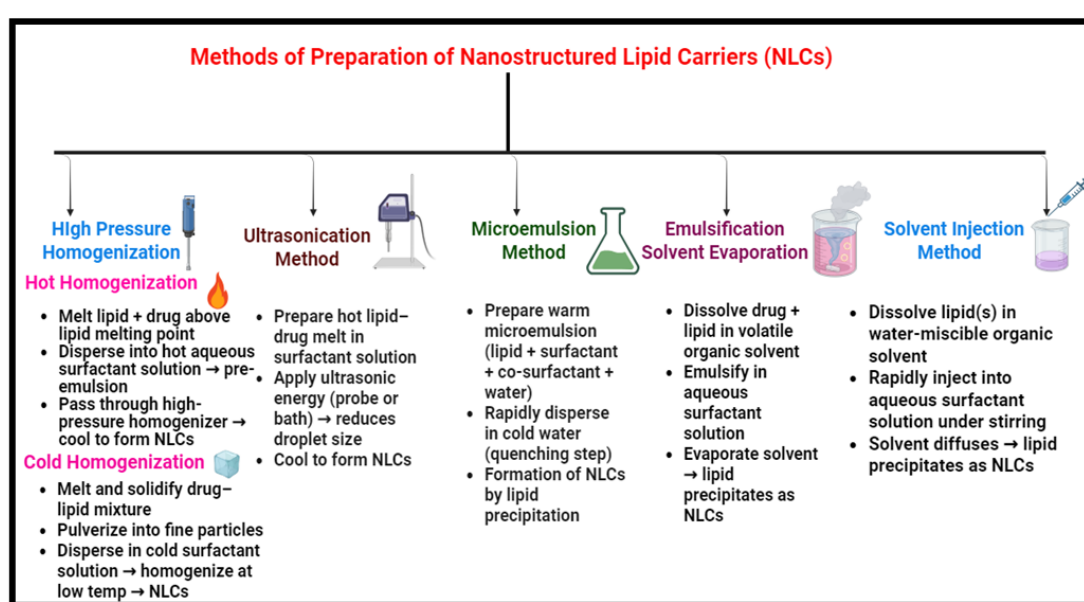 Methods of Preparation of Nanostructured Lipid Carriers (NLCs)
HIgh Pressure
Homogenization
Hot Homogenization
• Melt lipid + drug above
lipid melting point
• Disperse into hot aqueous
surfactant solution → pre-
emulsion
• Pass through high-
pressure homogenizer →
cool to form NLCs
Cold Homogenization
• Melt and solidify drug–
lipid mixture
• Pulverize into fine particles
• Disperse in cold surfactant
solution → homogenize at
low temp → NLCs
Ultrasonication
Method
• Prepare hot lipid–
drug melt in
surfactant solution
• Apply ultrasonic
energy (probe or
bath) → reduces
droplet size
• Cool to form NLCs
Microemulsion
Method
• Prepare warm
microemulsion
(lipid + surfactant
+ co-surfactant +
water)
• Rapidly disperse
in cold water
(quenching step)
• Formation of NLCs
by lipid
precipitation
Emulsification
Solvent Evaporation
• Dissolve drug +
lipid in volatile
organic solvent
• Emulsify in
aqueous
surfactant
solution
• Evaporate solvent
→ lipid
precipitates as
NLCs
Solvent Injection
Method
• Dissolve lipid(s) in
water-miscible organic
solvent
• Rapidly inject into
aqueous surfactant
solution under stirring
• Solvent diffuses → lipid
precipitates as NLCs